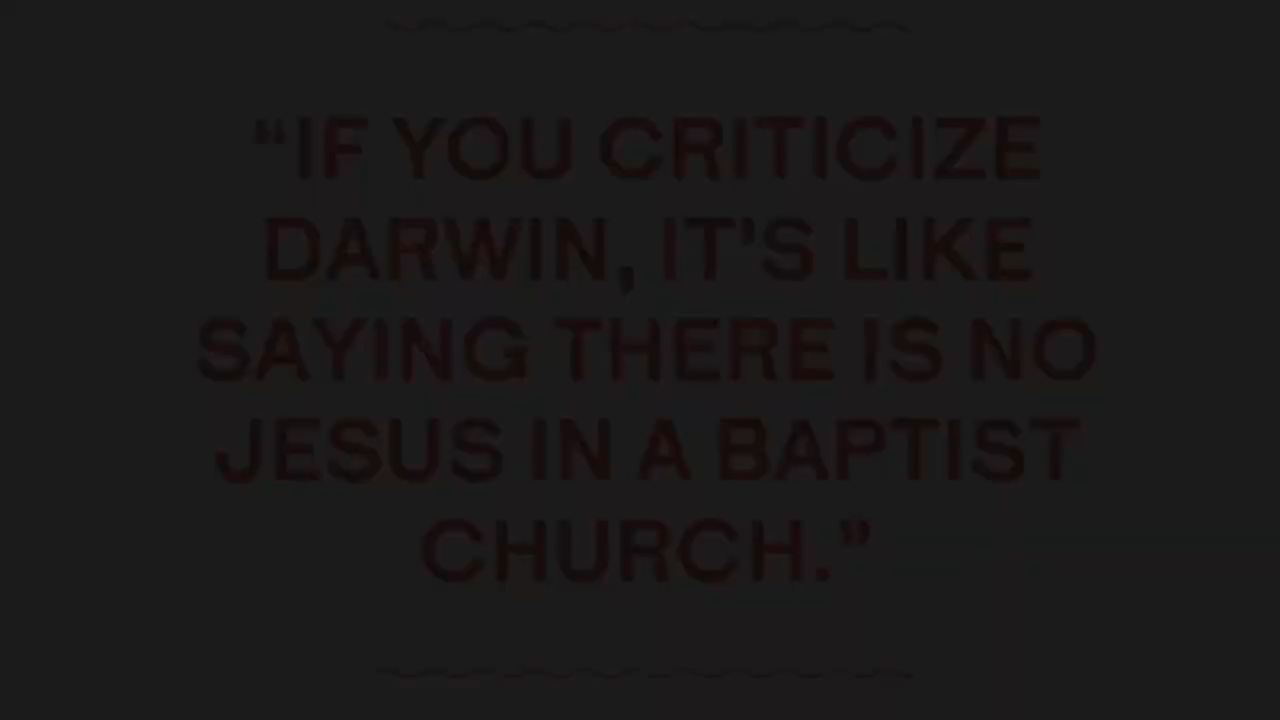 “IF YOU CRITICIZE
DARWIN, IT'S LIKE
SAYING THERE IS NO
JESUS IN A BAPTIST
CHURCH.”